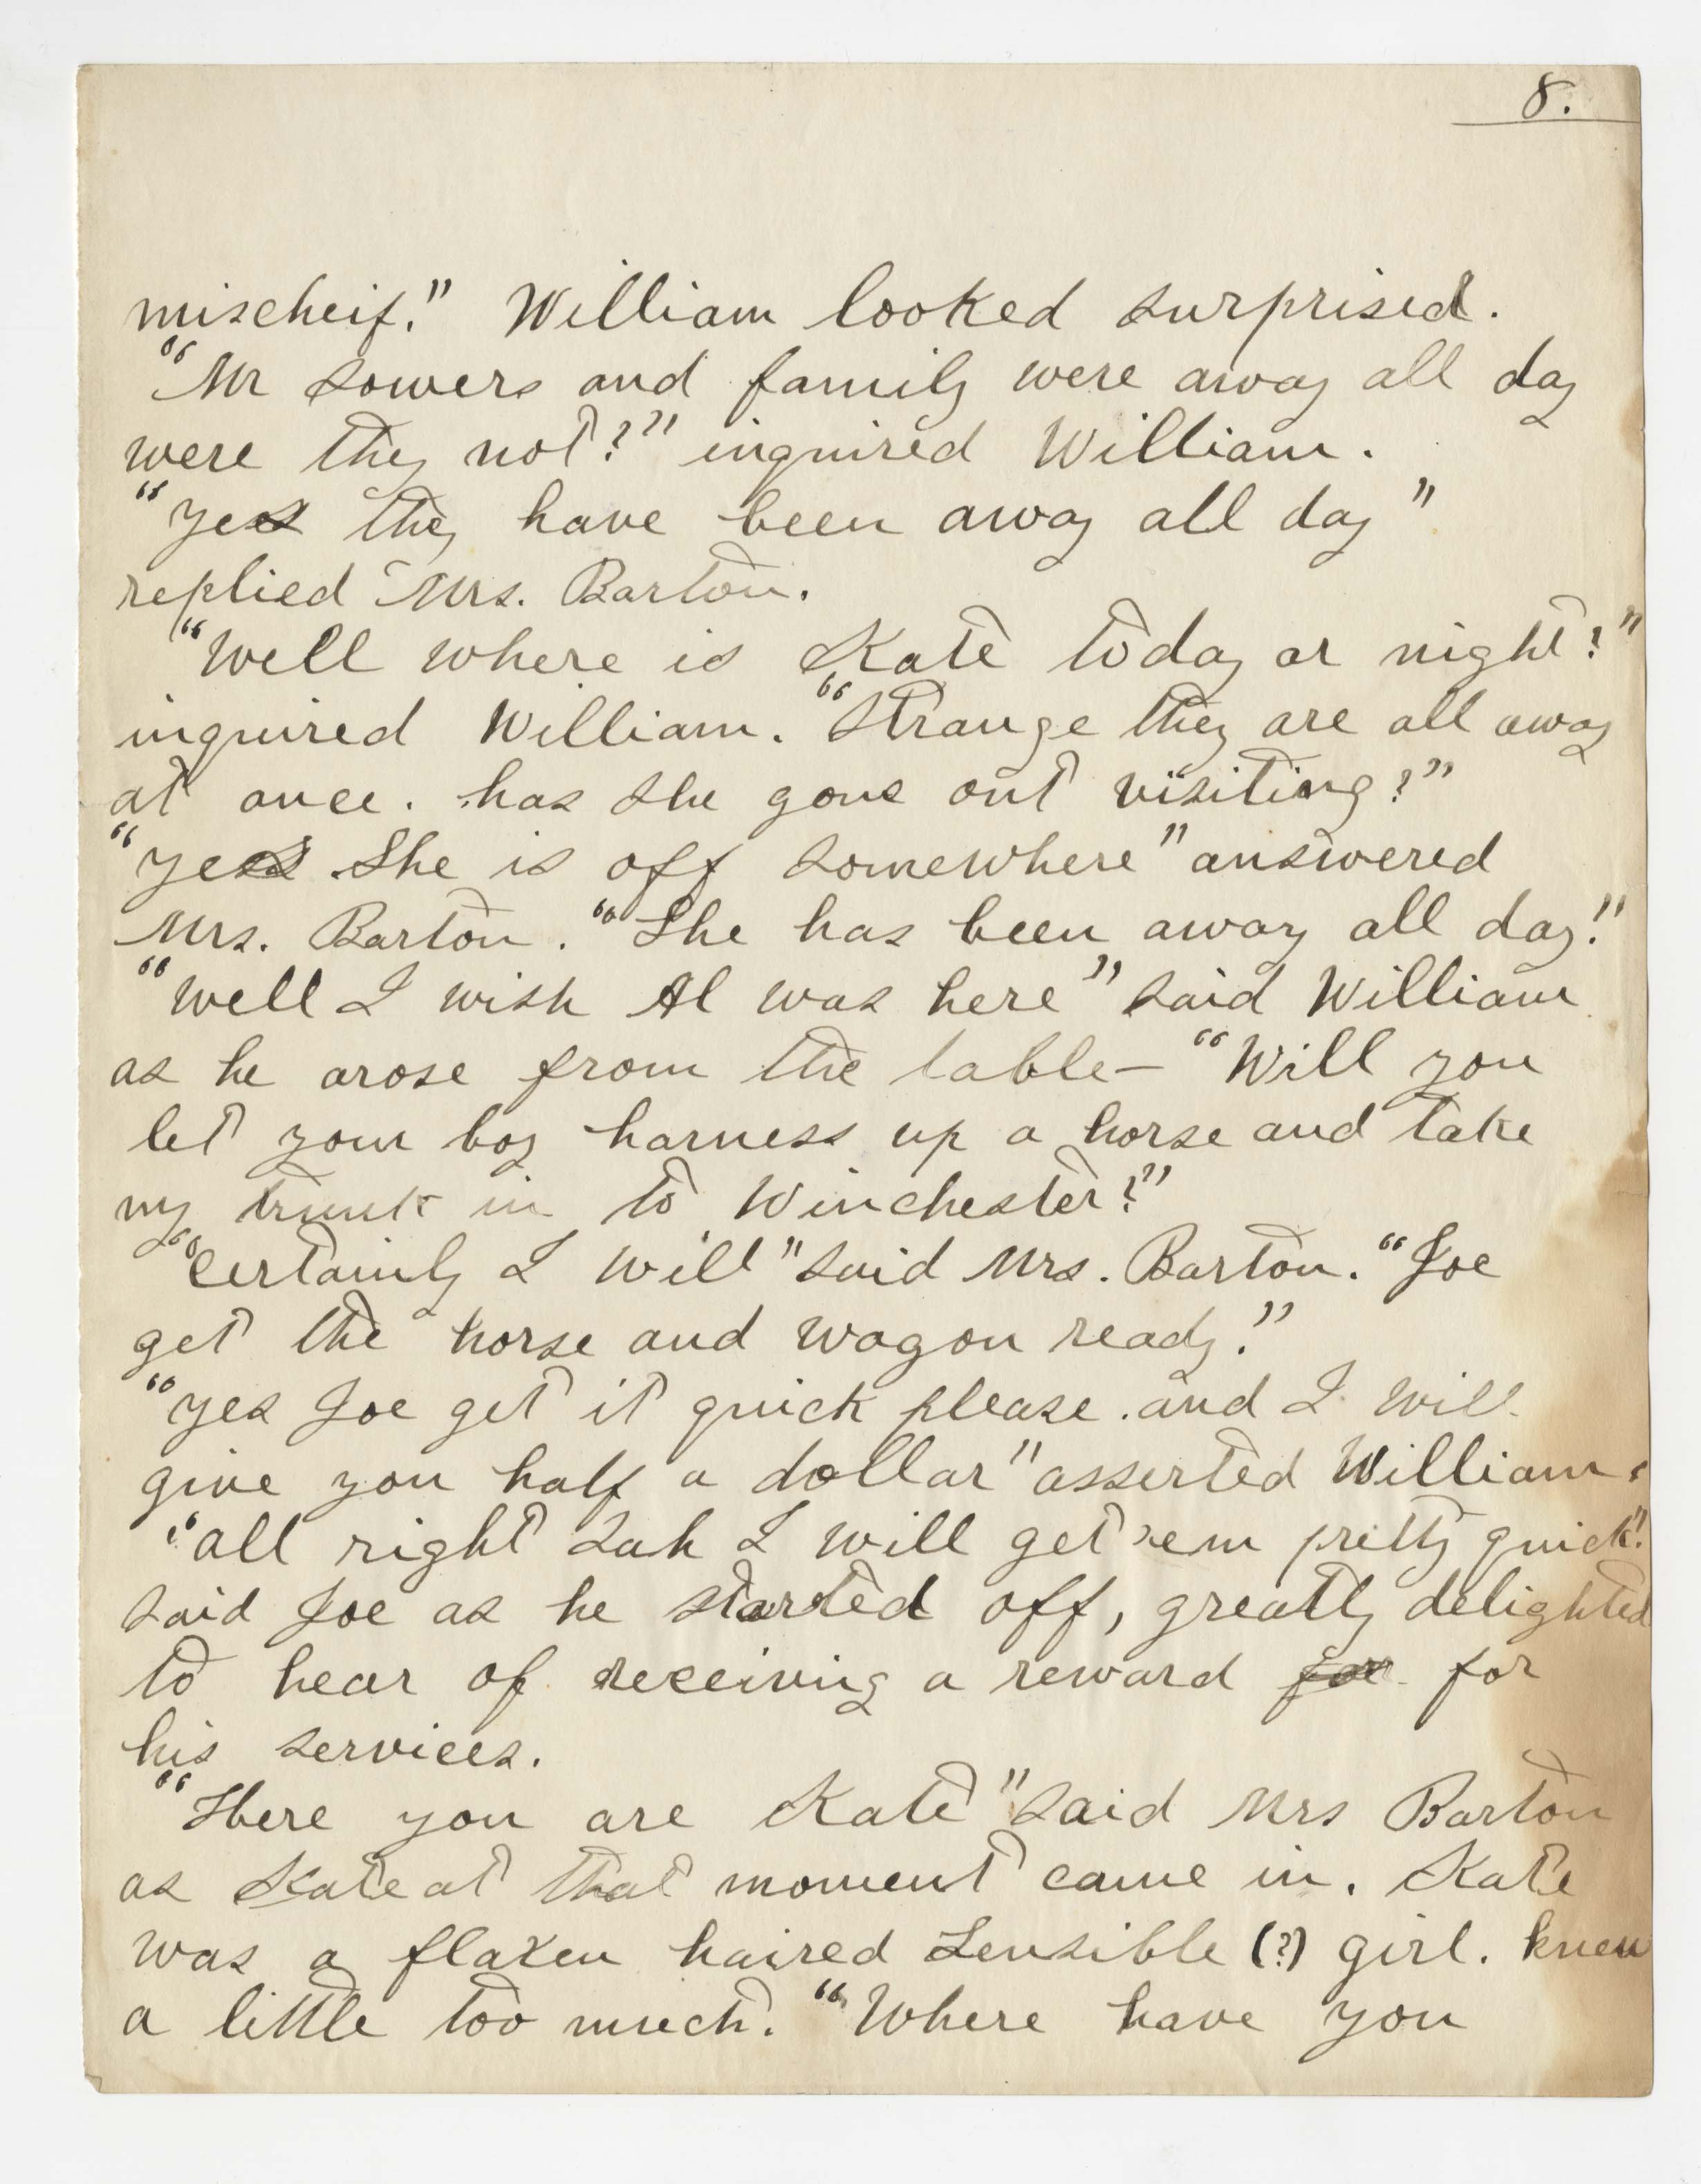 8.
mischeif." William looked surprised.
"Mr Sowers and family were away all day
were they not?" inquired William.
"Yes they have been away all day"
replied Mrs. Barton.
"Well where is Kate today or night?"
inquired William. "Strange they are all away
at once. has she gone out visiting?"
"Yes She is off somewhere" answered
Mrs. Barton. "She has been away all day!"
"Well I wish Al was here" said William
as he arose from the table— "Will you
let your boy harness up a horse and take
my trunk in to Winchester?"
"Certainly I will" said Mrs. Barton. "Joe
get the horse and wagon ready."
"yes Joe get it quick please. and I will
give you half a dollar" asserted William.
"all right Sah I will get 'em pretty quick"
said Joe as he started off, greatly delighted
to hear of receiving a reward for for
his services.
"Here you are Kate" said Mrs Barton
as Kate at that moment came in. Kate
was a flaxen haired Sensible (?) girl. knew
a little too much. "Where have you